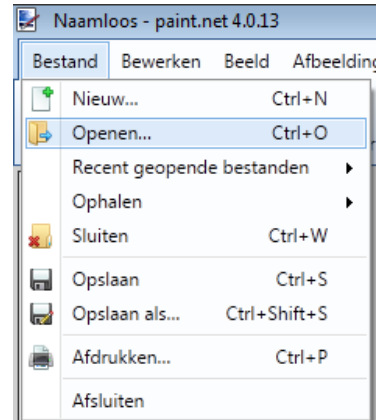 Naamloos - paint.net 4.0.13
Bestand Bewerken Beeld Afbeelding
Nieuw... Ctrl+N
Openen... Ctrl+O
Recent geopende bestanden
Ophalen
Sluiten Ctrl+W
Opslaan Ctrl+S
Opslaan als... Ctrl+Shift+S
Afdrukken... Ctrl+P
Afsluiten